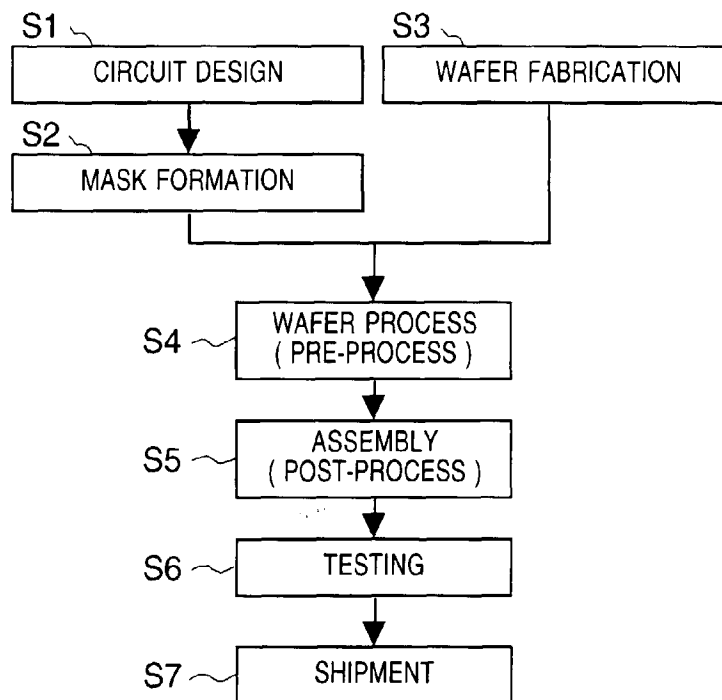 S1
CIRCUIT DESIGN
S3
WAFER FABRICATION
S2
MASK FORMATION
S4
WAFER PROCESS
( PRE-PROCESS )
S5
ASSEMBLY
( POST-PROCESS )
S6
TESTING
S7
SHIPMENT